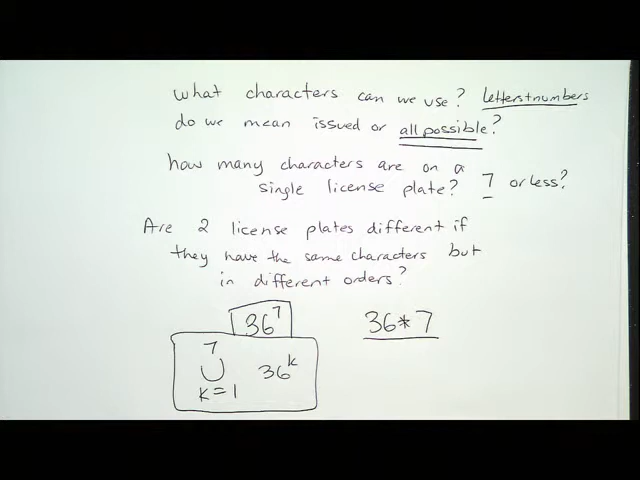 what characters can we use? letters+numbers
do we mean issued or all possible?
how many characters are on a
single license plate? 7 or less?
Are 2 license plates different if
they have the same characters but
in different orders?
36^7 36*7
7
∪ 36^k
k=1